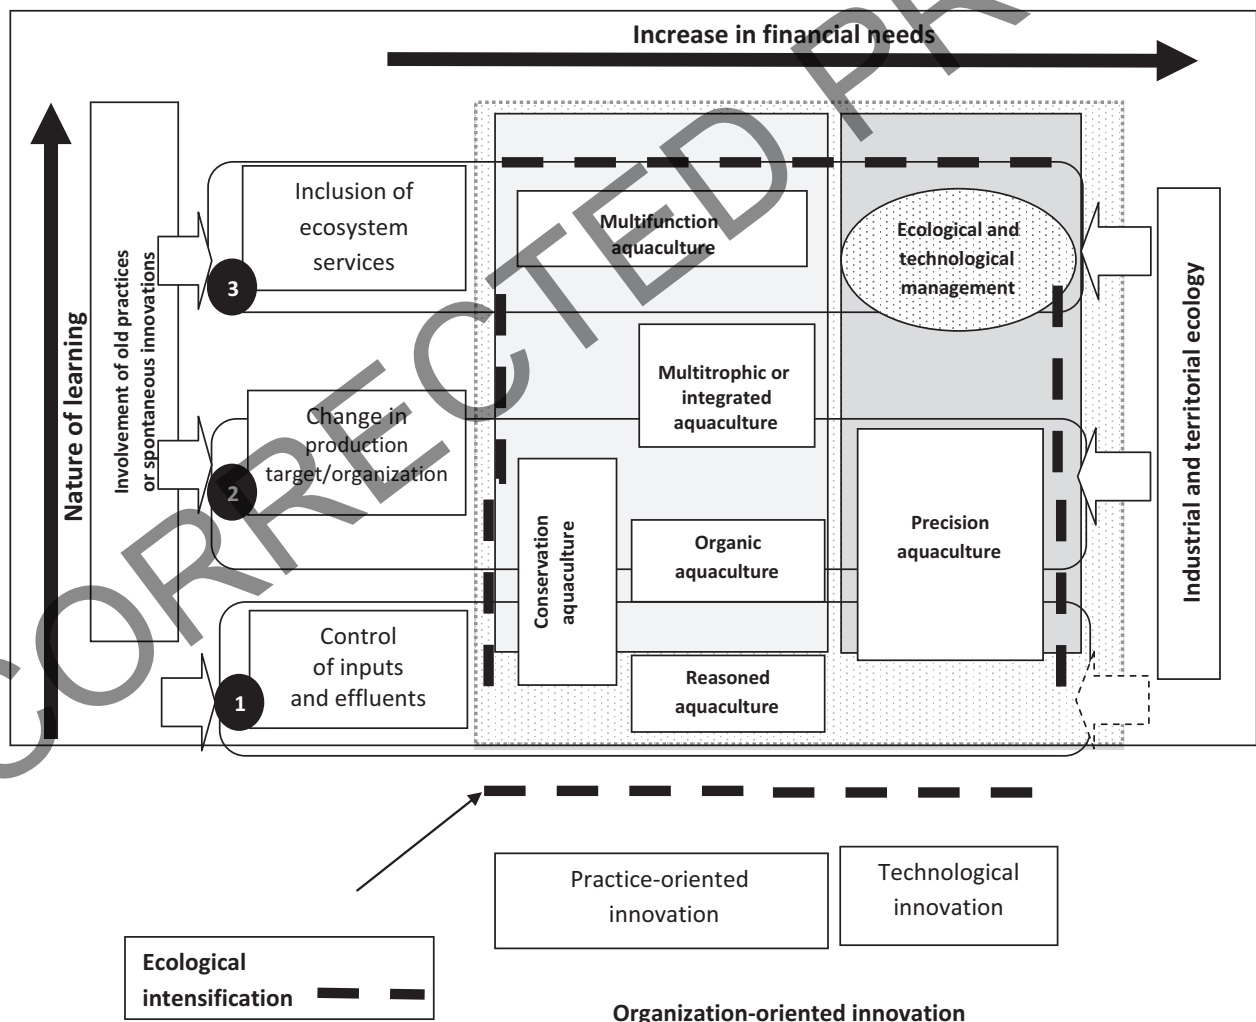 Increase in financial needs
Nature of learning
Involvement of old practices
or spontaneous innovations
Inclusion of
ecosystem
services
3
Multifunction
aquaculture
Ecological and
technological
management
Industrial and territorial ecology
Change in
production
target/organization
2
Multitrophic or
integrated
aquaculture
Conservation
aquaculture
Organic
aquaculture
Precision
aquaculture
Control
of inputs
and effluents
1
Reasoned
aquaculture
Practice-oriented
innovation
Technological
innovation
Ecological
intensification
Organization-oriented innovation
CORRECTED PR